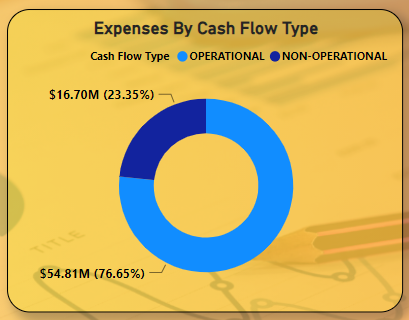 Expenses By Cash Flow Type
Cash Flow Type OPERATIONAL NON-OPERATIONAL
$16.70M (23.35%)
TITLE
$54.81M (76.65%)